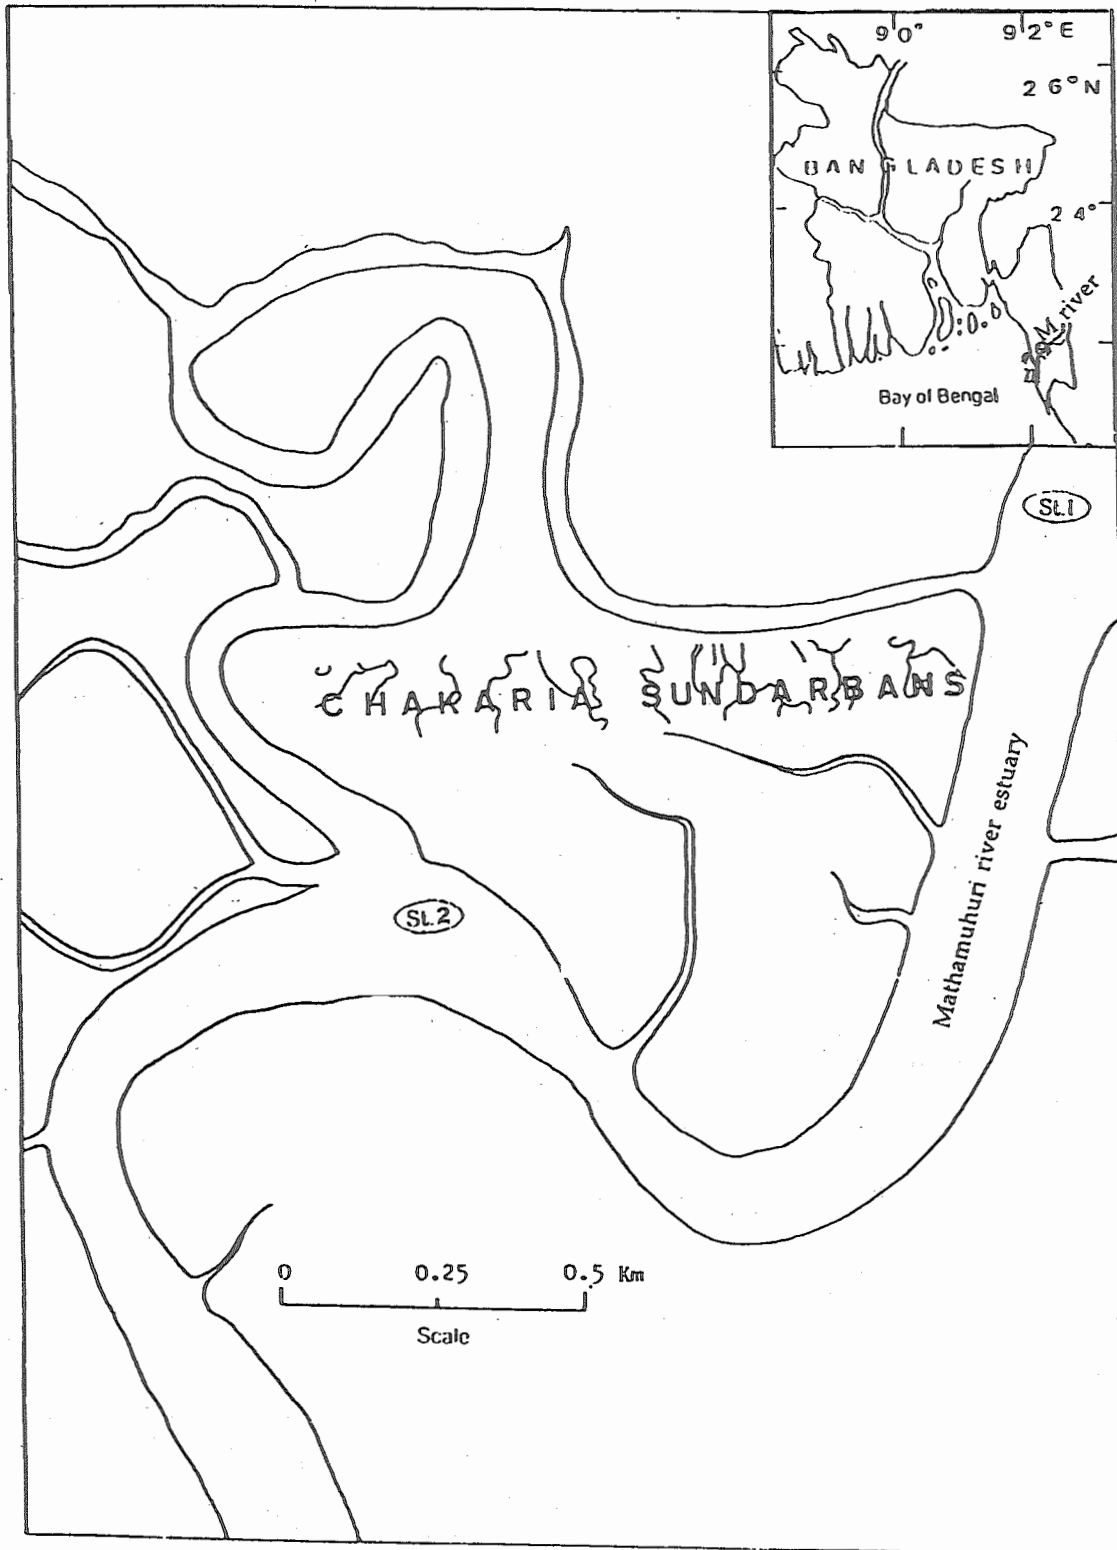 90° 92° E
26° N
BANGLADESH
24°
M river
Bay of Bengal
St.1
CHAKARIA SUNDARBANS
Mathamuhuri river estuary
St.2
0 0.25 0.5 Km
Scale